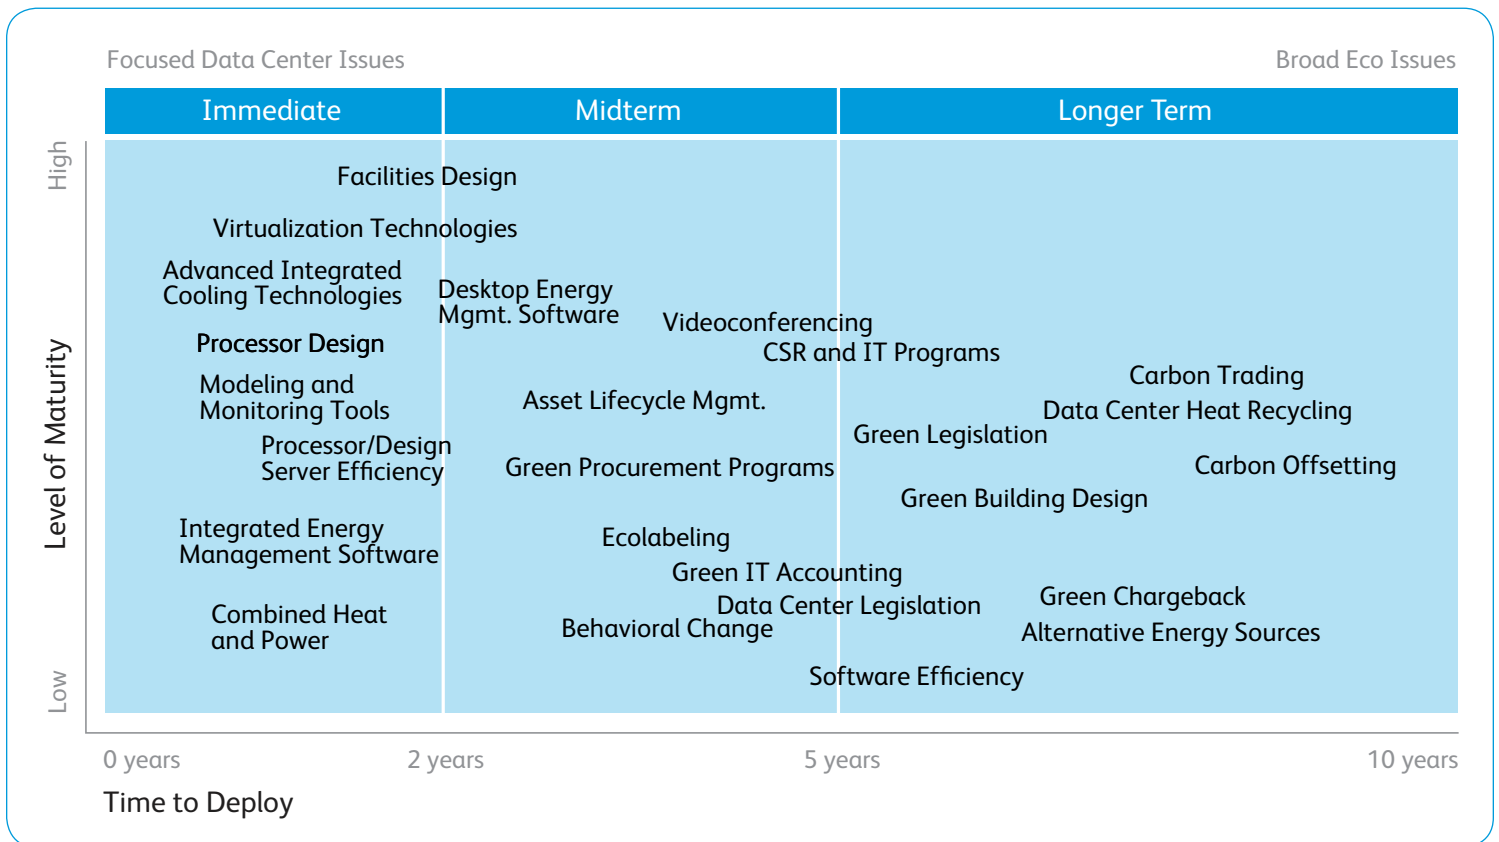 Focused Data Center Issues
Broad Eco Issues
Immediate
Midterm
Longer Term
High
Level of Maturity
Low
Facilities Design
Virtualization Technologies
Advanced Integrated
Cooling Technologies
Desktop Energy
Mgmt. Software
Videoconferencing
Processor Design
CSR and IT Programs
Modeling and
Monitoring Tools
Asset Lifecycle Mgmt.
Carbon Trading
Data Center Heat Recycling
Green Legislation
Processor/Design
Server Efficiency
Green Procurement Programs
Carbon Offsetting
Green Building Design
Integrated Energy
Management Software
Ecolabeling
Green IT Accounting
Data Center Legislation
Green Chargeback
Combined Heat
and Power
Behavioral Change
Alternative Energy Sources
Software Efficiency
0 years
2 years
5 years
10 years
Time to Deploy